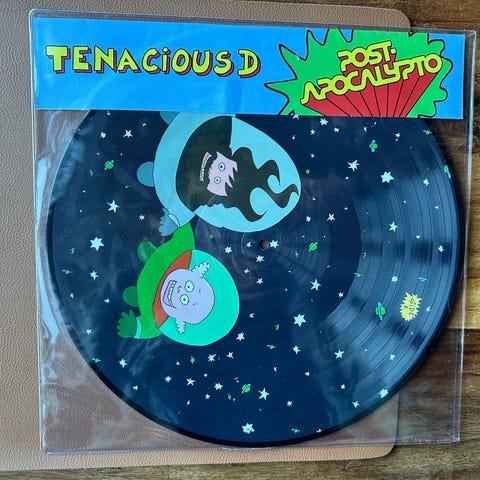 TENACiOUS D
POST-
APOCALYPTO